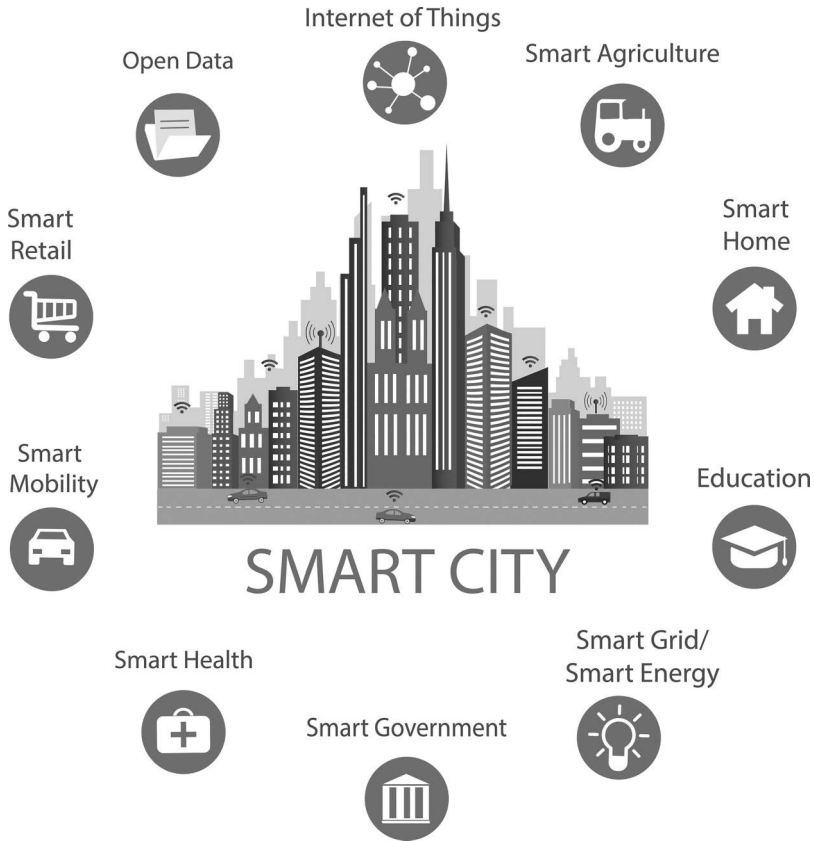 Internet of Things
Open Data
Smart Agriculture
Smart
Retail
Smart
Home
Smart
Mobility
Education
SMART CITY
Smart Health
Smart Grid/
Smart Energy
Smart Government